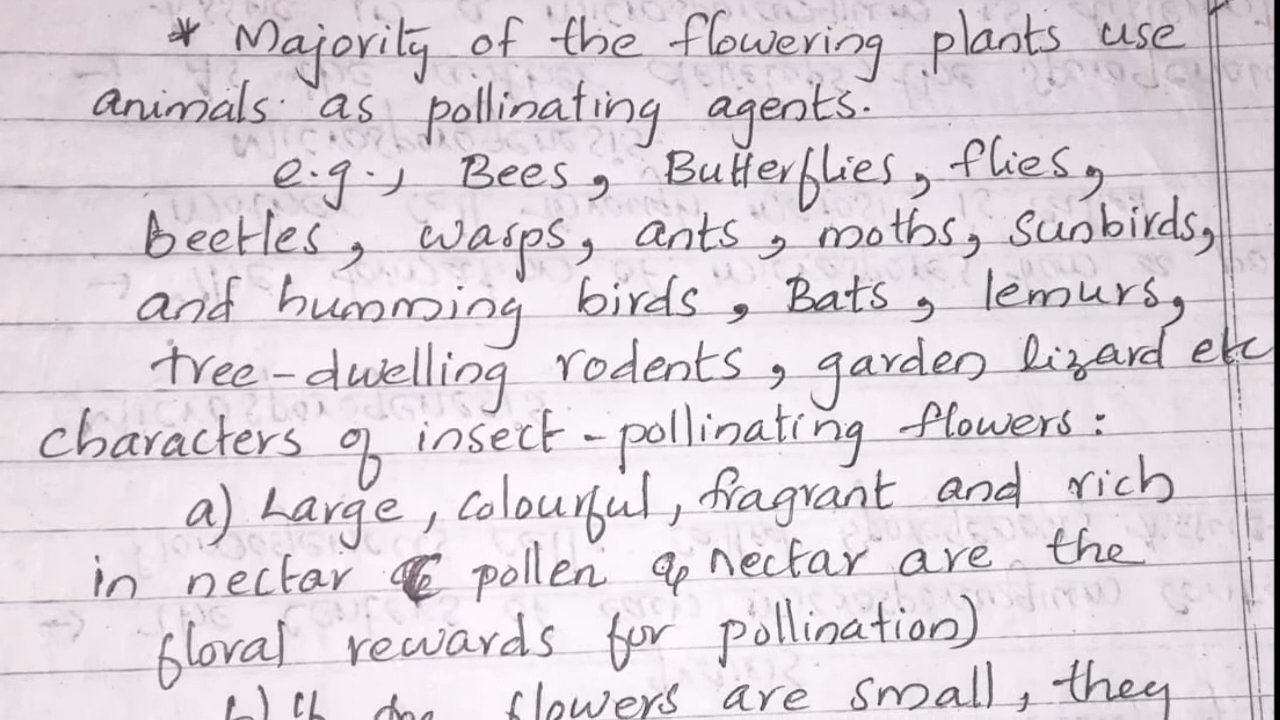 * Majority of the flowering plants use
animals as pollinating agents.
e.g., Bees, Butterflies, flies,
beetles, wasps, ants, moths, sunbirds,
and humming birds, Bats, lemurs,
tree-dwelling rodents, garden lizard etc
characters of insect-pollinating flowers:
a) Large, colourful, fragrant and rich
in nectar pollen & nectar are the
floral rewards for pollination)
b) If the flowers are small, they